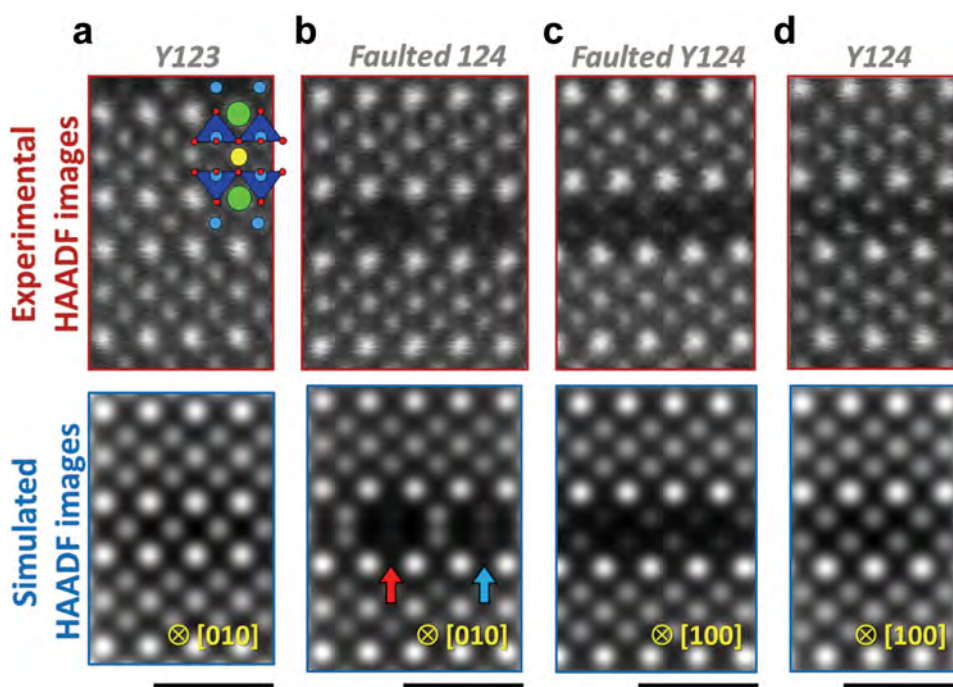 a b c d
Y123 Faulted 124 Faulted Y124 Y124
Experimental
HAADF images
Simulated
HAADF images
⊗ [010] ⊗ [010] ⊗ [100] ⊗ [100]